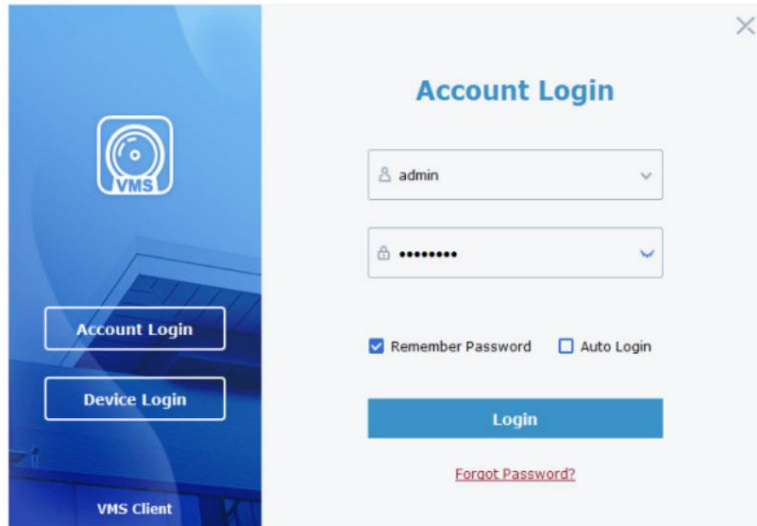 VMS
Account Login
Device Login
VMS Client
Account Login
admin
••••••••
Remember Password
Auto Login
Login
Forgot Password?